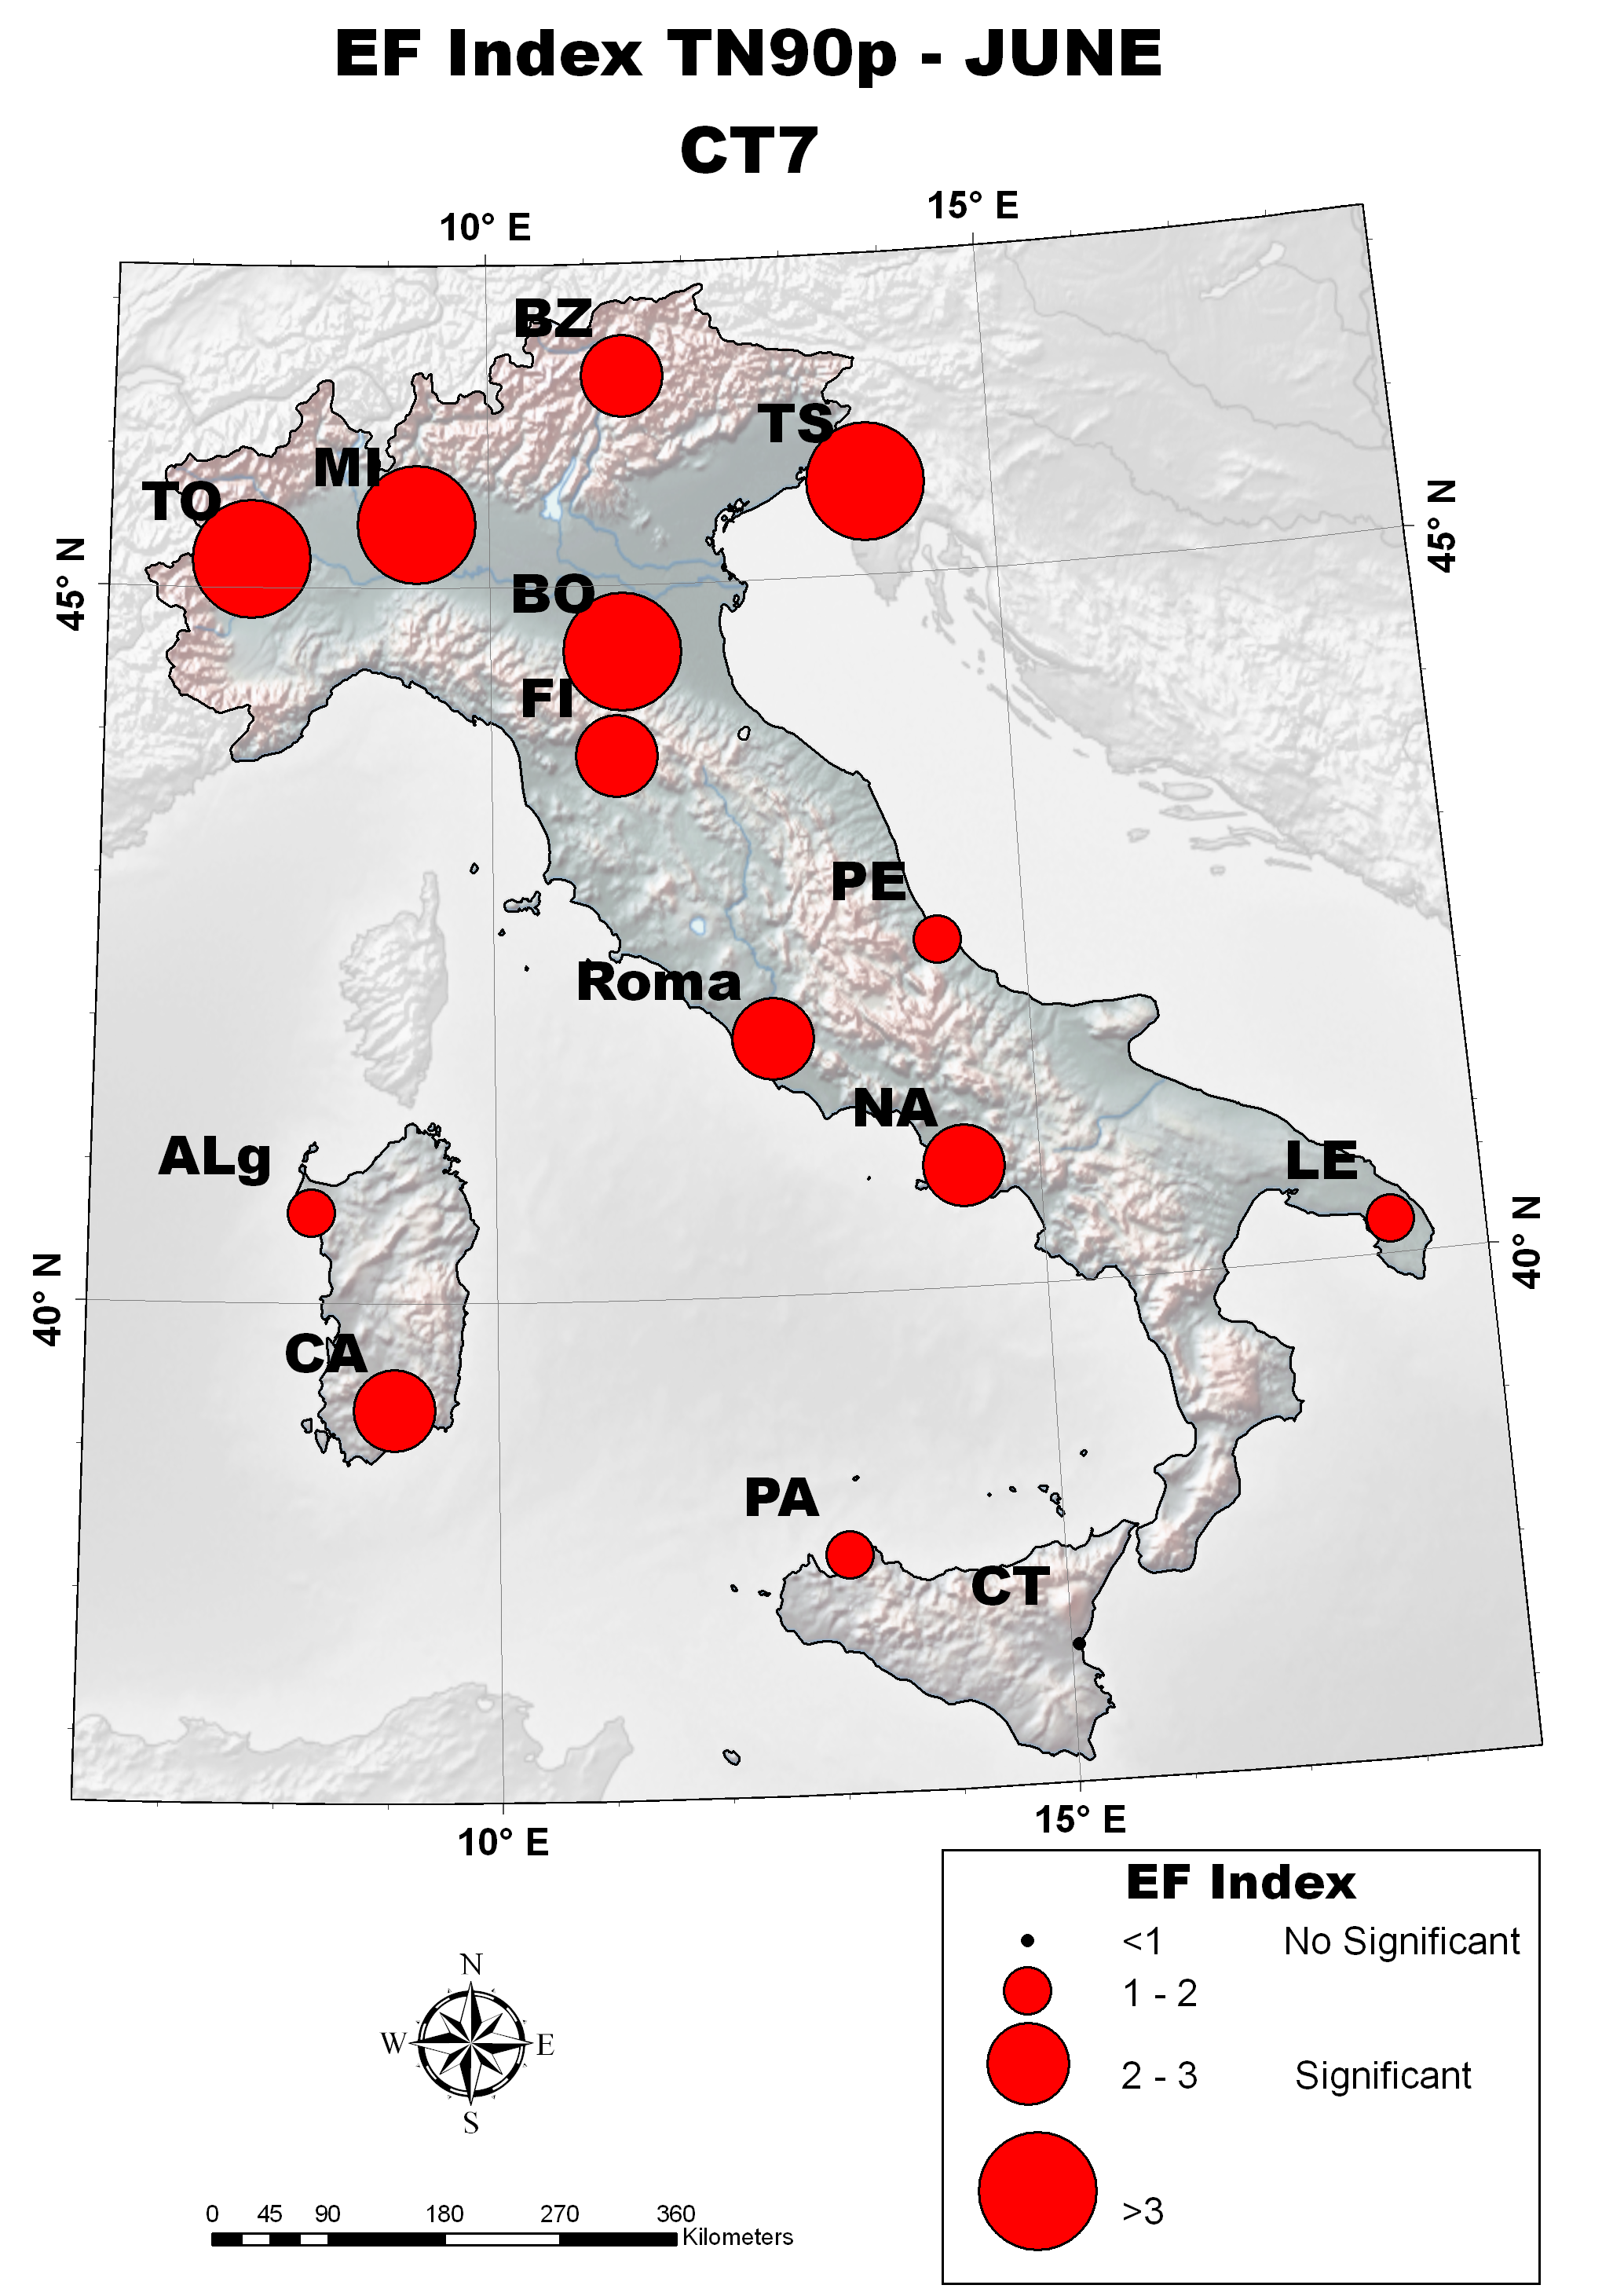 EF Index TN90p - JUNE
CT7
10° E
15° E
BZ
TS
MI
TO
45° N
45° N
BO
FI
PE
Roma
NA
ALg
LE
40° N
40° N
CA
PA
CT
10° E
15° E
EF Index
<1 No Significant
1 - 2
2 - 3 Significant
>3
N
W E
S
0 45 90 180 270 360
Kilometers